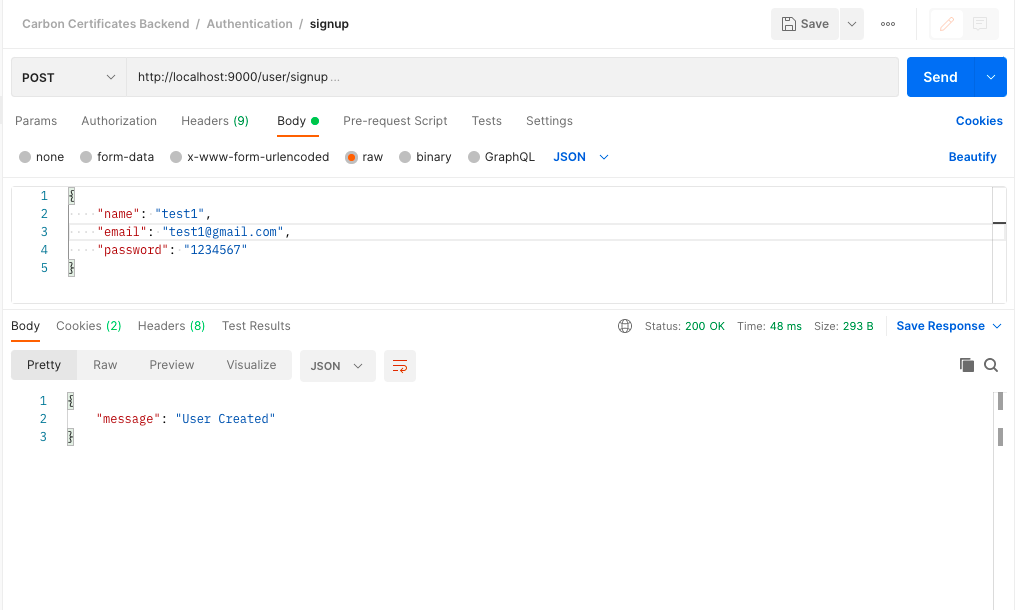 Carbon Certificates Backend / Authentication / signup
Save
POST
http://localhost:9000/user/signup ...
Send
Params Authorization Headers (9) Body Pre-request Script Tests Settings Cookies
none form-data x-www-form-urlencoded raw binary GraphQL JSON Beautify
1 {
2 "name": "test1",
3 "email": "test1@gmail.com",
4 "password": "1234567"
5 }
Body Cookies (2) Headers (8) Test Results Status: 200 OK Time: 48 ms Size: 293 B Save Response
Pretty Raw Preview Visualize JSON
1 {
2 "message": "User Created"
3 }